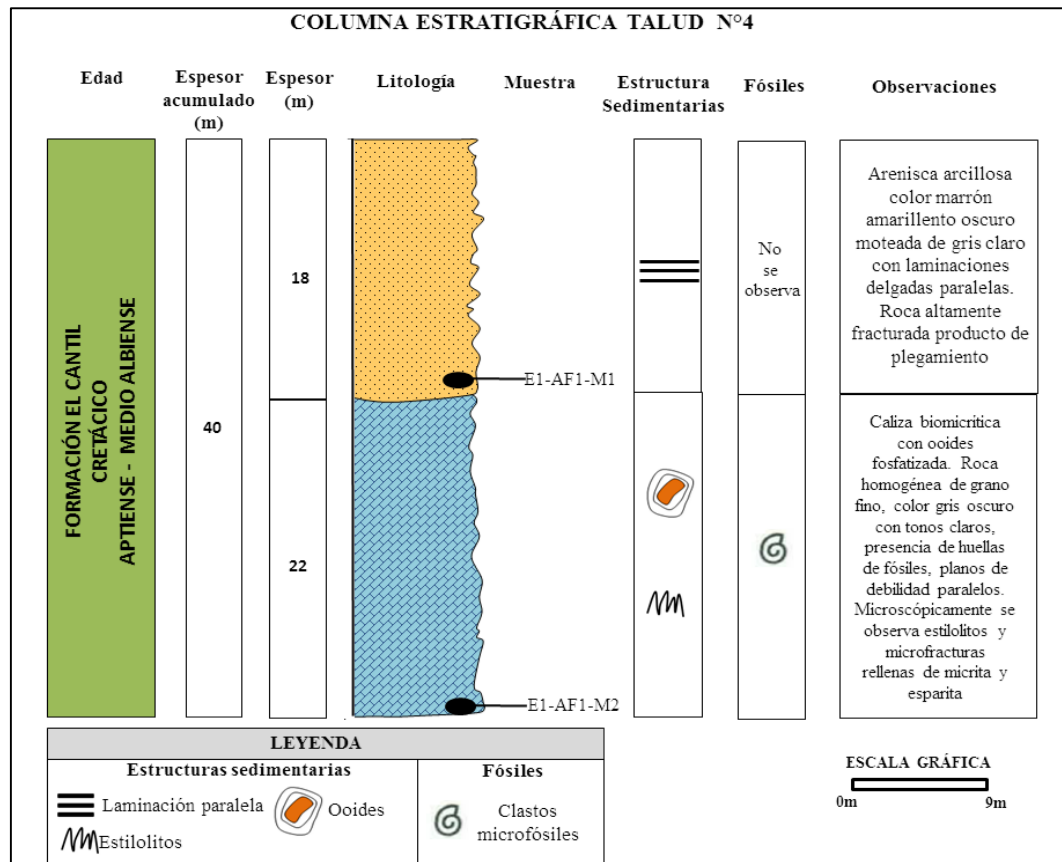 COLUMNA ESTRATIGRÁFICA TALUD N°4
Edad
Espesor
acumulado
(m)
Espesor
(m)
Litología
Muestra
Estructura
Sedimentarias
Fósiles
Observaciones
FORMACIÓN EL CANTIL
CRETÁCICO
APTIENSE - MEDIO ALBIENSE
40
18
22
E1-AF1-M1
E1-AF1-M2
No
se
observa
Arenisca arcillosa
color marrón
amarillento oscuro
moteada de gris claro
con laminaciones
delgadas paralelas.
Roca altamente
fracturada producto de
plegamiento
Caliza biomicritica
con ooides
fosfatizada. Roca
homogénea de grano
fino, color gris oscuro
con tonos claros,
presencia de huellas
de fósiles, planos de
debilidad paralelos.
Microscópicamente se
observa estilolitos y
microfracturas
rellenas de micrita y
esparita
LEYENDA
Estructuras sedimentarias
Laminación paralela
Ooides
Estilolitos
Fósiles
Clastos
microfósiles
ESCALA GRÁFICA
0m 9m